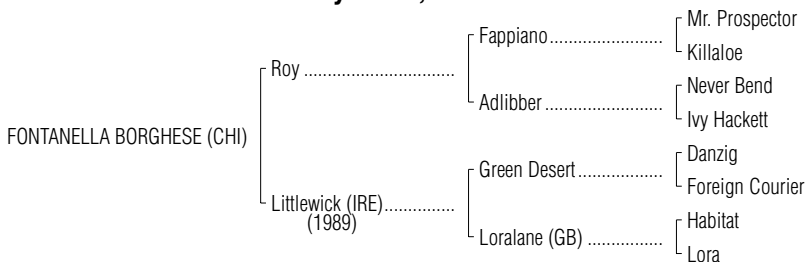 Mr. Prospector
Fappiano........................
Killaloe
Roy ................................
Never Bend
Adlibber.........................
Ivy Hackett
FONTANELLA BORGHESE (CHI)
Danzig
Green Desert..................
Foreign Courier
Littlewick (IRE)...............
(1989)
Habitat
Loralane (GB) ................
Lora